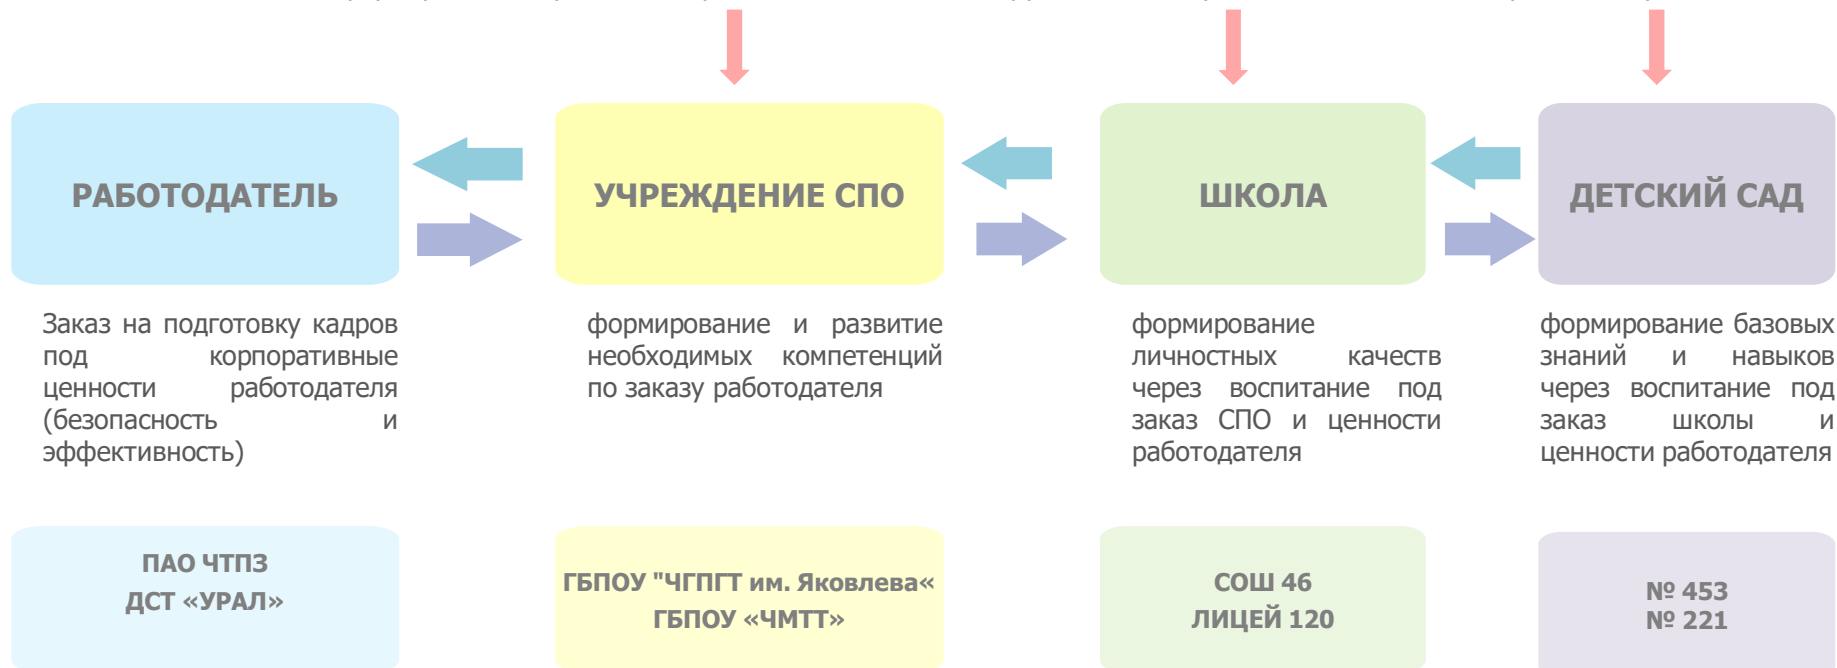 РАБОТОДАТЕЛЬ
УЧРЕЖДЕНИЕ СПО
ШКОЛА
ДЕТСКИЙ САД
Заказ на подготовку кадров
под корпоративные
ценности работодателя
(безопасность и
эффективность)
формирование и развитие
необходимых компетенций
по заказу работодателя
формирование
личностных качеств
через воспитание под
заказ СПО и ценности
работодателя
формирование базовых
знаний и навыков
через воспитание под
заказ школы и
ценности работодателя
ПАО ЧТПЗ
ДСТ «УРАЛ»
ГБПОУ "ЧГПГТ им. Яковлева«
ГБПОУ «ЧМТТ»
СОШ 46
ЛИЦЕЙ 120
№ 453
№ 221